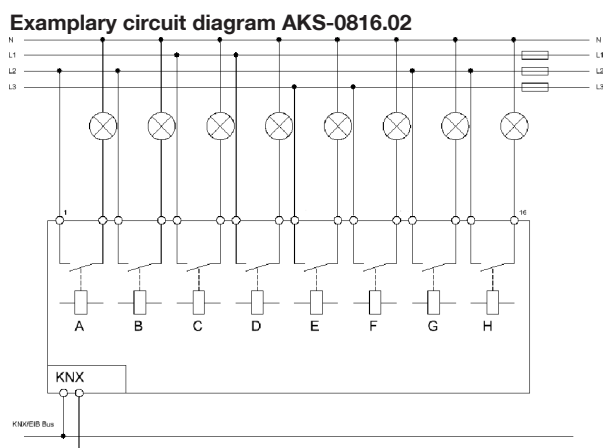 Examplary circuit diagram AKS-0816.02
N N
L1 L1
L2 L2
L3 L3
1 16
A B C D E F G H
KNX
KNX/EIB Bus